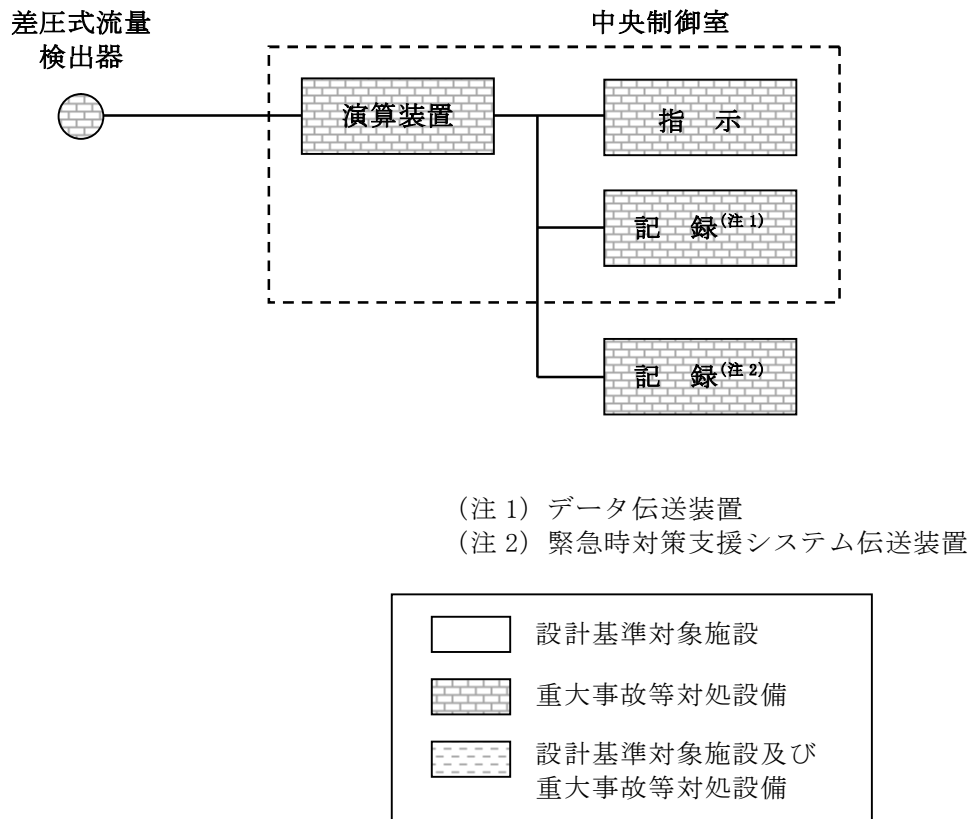 差圧式流量
検出器
中央制御室
演算装置
指 示
記 録(注1)
記 録(注2)
(注1) データ伝送装置
(注2) 緊急時対策支援システム伝送装置
設計基準対象施設
重大事故等対処設備
設計基準対象施設及び
重大事故等対処設備